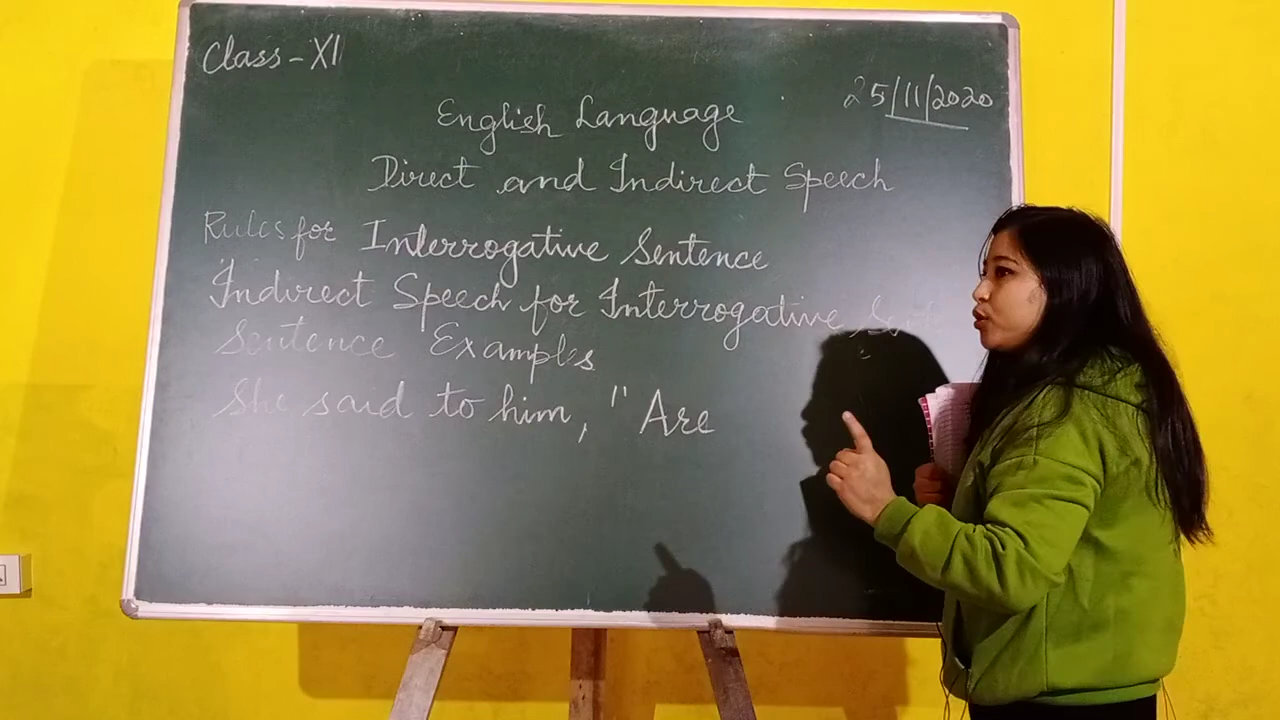 Class-XI
25/11/2020
English Language
Direct and Indirect Speech
Rules for Interrogative Sentence
Indirect Speech for Interrogative
Sentence Examples
She said to him, " Are